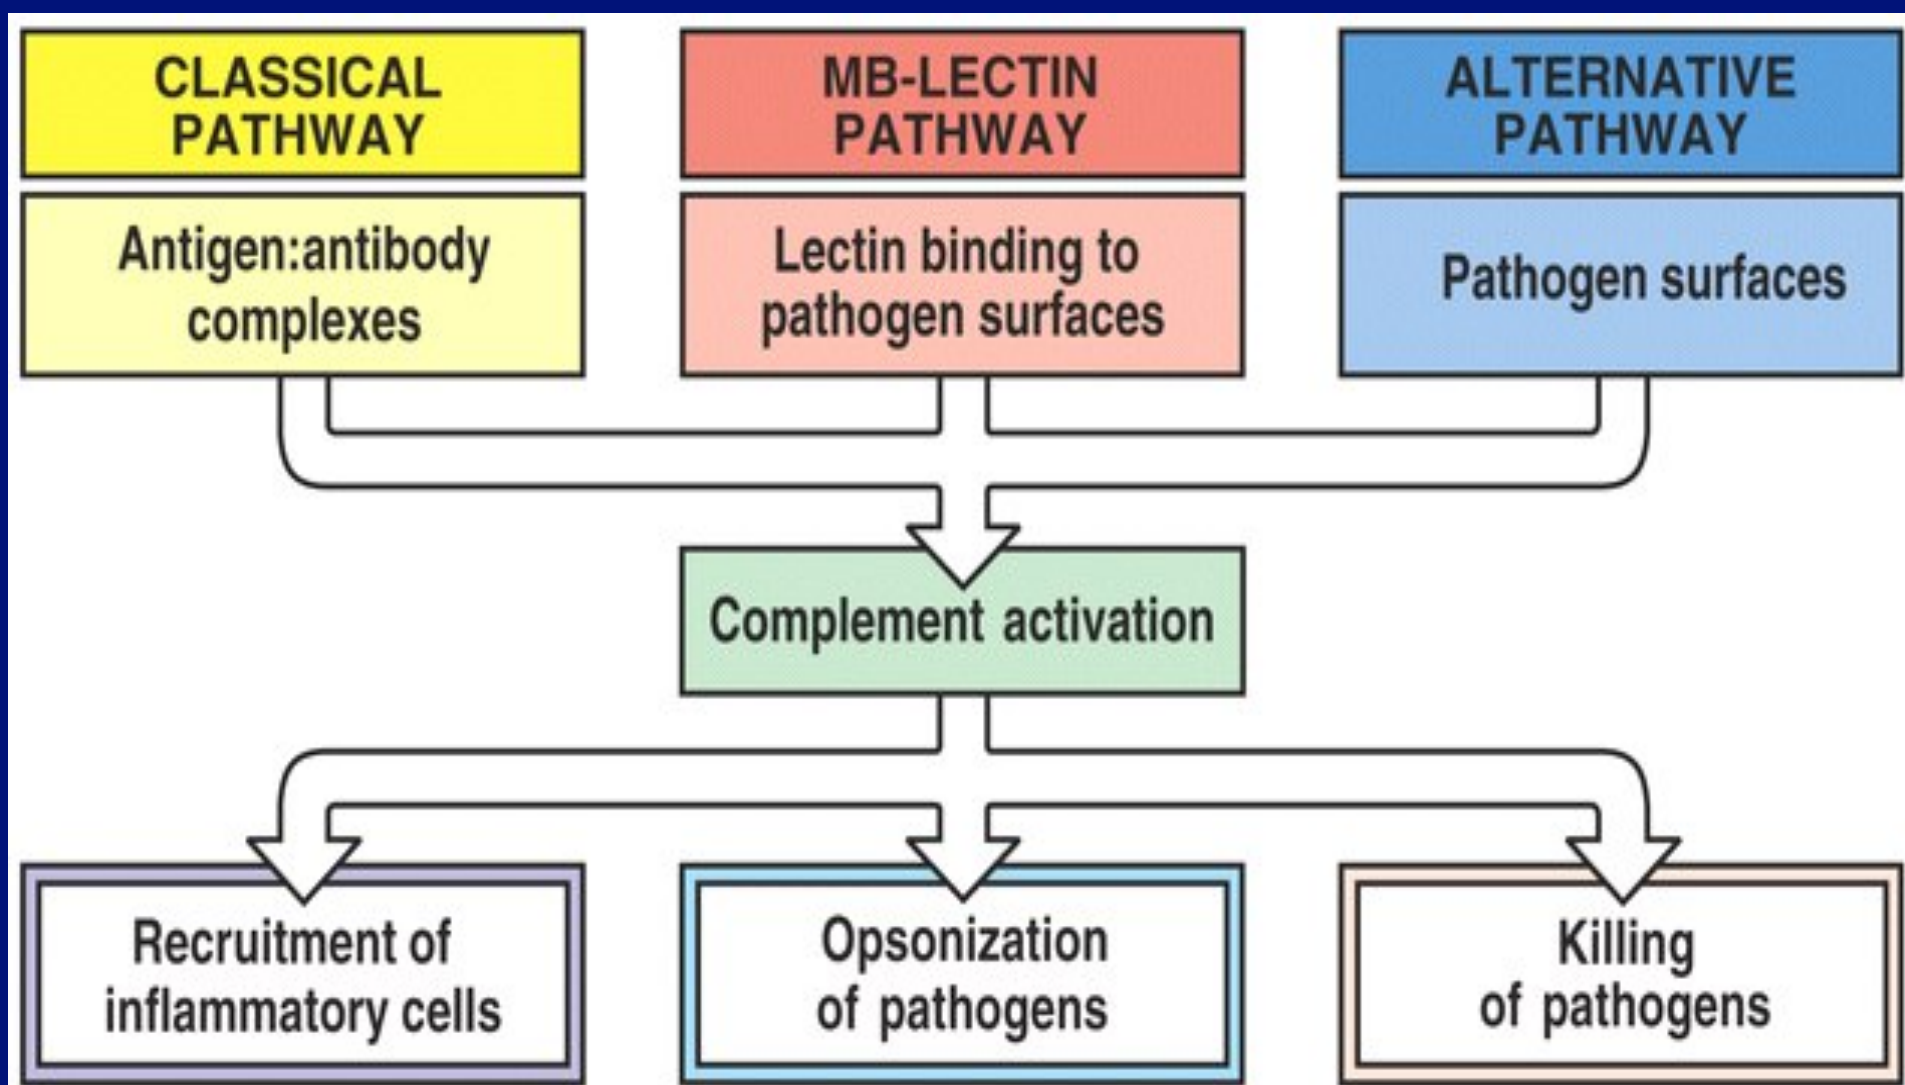 CLASSICAL
PATHWAY
Antigen:antibody
complexes
MB-LECTIN
PATHWAY
Lectin binding to
pathogen surfaces
ALTERNATIVE
PATHWAY
Pathogen surfaces
Complement activation
Recruitment of
inflammatory cells
Opsonization
of pathogens
Killing
of pathogens